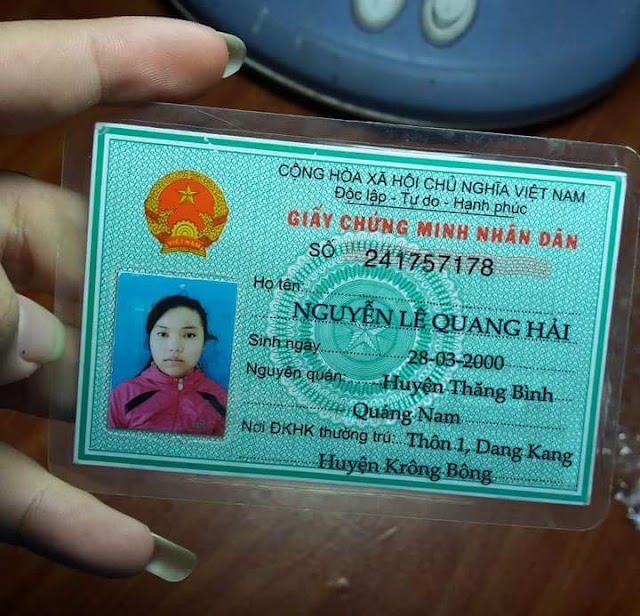 CỘNG HÒA XÃ HỘI CHỦ NGHĨA VIỆT NAM
Độc lập - Tự do - Hạnh phúc
GIẤY CHỨNG MINH NHÂN DÂN
SỐ 241757178
Họ tên:
NGUYỄN LÊ QUANG HẢI
Sinh ngày 28-03-2000
Nguyên quán: Huyện Thăng Bình
Quảng Nam
Nơi ĐKHK thường trú: Thôn 1, Dang Kang
Huyện Krông Bông
VIỆT NAM